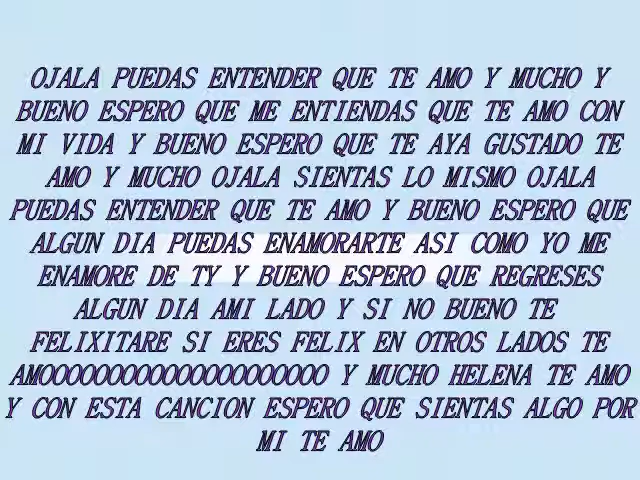 OJALA PUEDAS ENTENDER QUE TE AMO Y MUCHO Y
BUENO ESPERO QUE ME ENTIENDAS QUE TE AMO CON
MI VIDA Y BUENO ESPERO QUE TE AYA GUSTADO TE
AMO Y MUCHO OJALA SIENTAS LO MISMO OJALA
PUEDAS ENTENDER QUE TE AMO Y BUENO ESPERO QUE
ALGUN DIA PUEDAS ENAMORARTE ASI COMO YO ME
ENAMORE DE TY Y BUENO ESPERO QUE REGRESES
ALGUN DIA AMI LADO Y SI NO BUENO TE
FELIXITARE SI ERES FELIX EN OTROS LADOS TE
AMOOOOOOOOOOOOOOOOOOOOO Y MUCHO HELENA TE AMO
Y CON ESTA CANCION ESPERO QUE SIENTAS ALGO POR
MI TE AMO